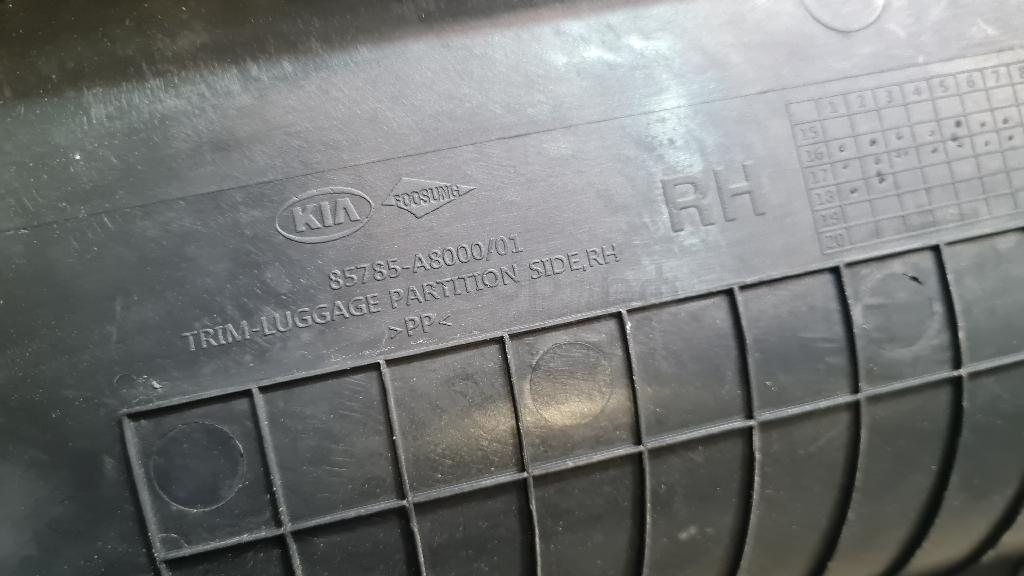 KIA
FOOSUNG
85785-A8000/01
TRIM-LUGGAGE PARTITION SIDE,RH
>PP<
RH
1 2 3 4 5 6 7 8
15
16
17
18
19
20